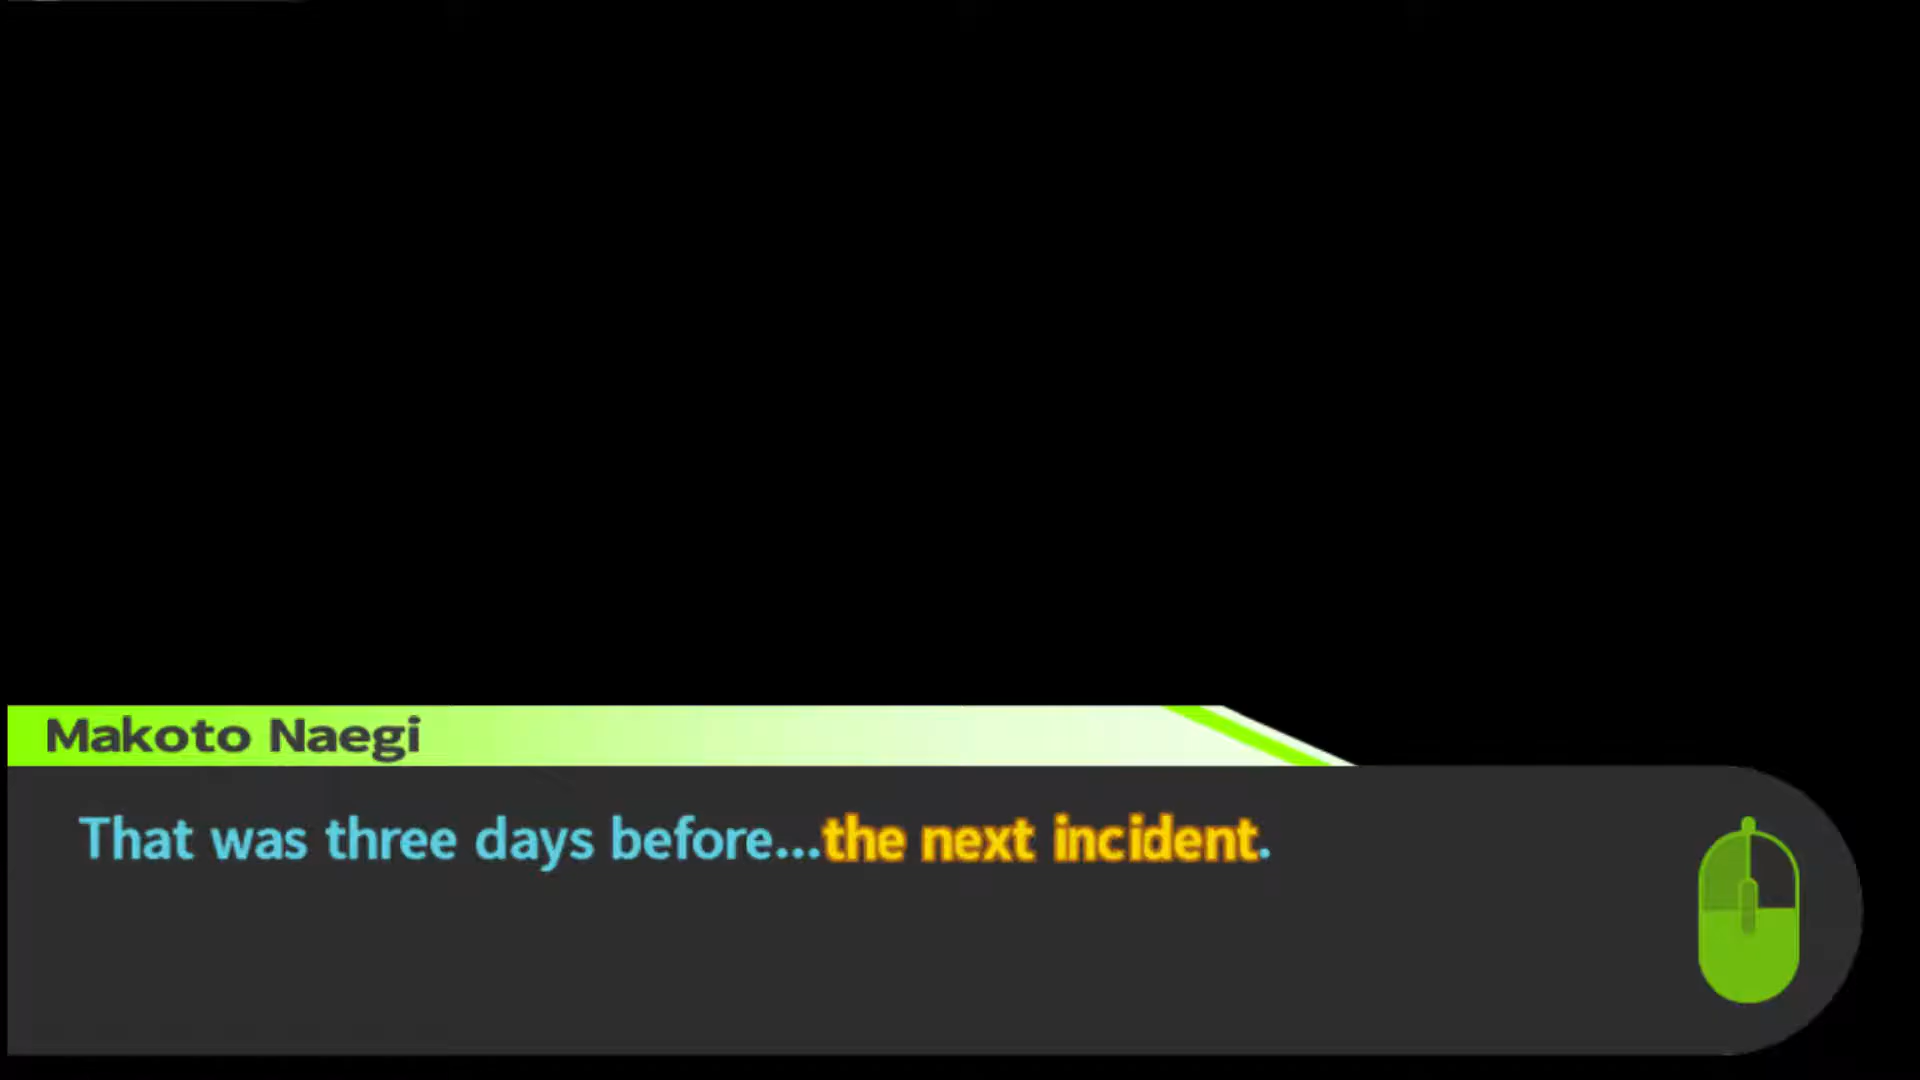 Makoto Naegi
That was three days before...the next incident.